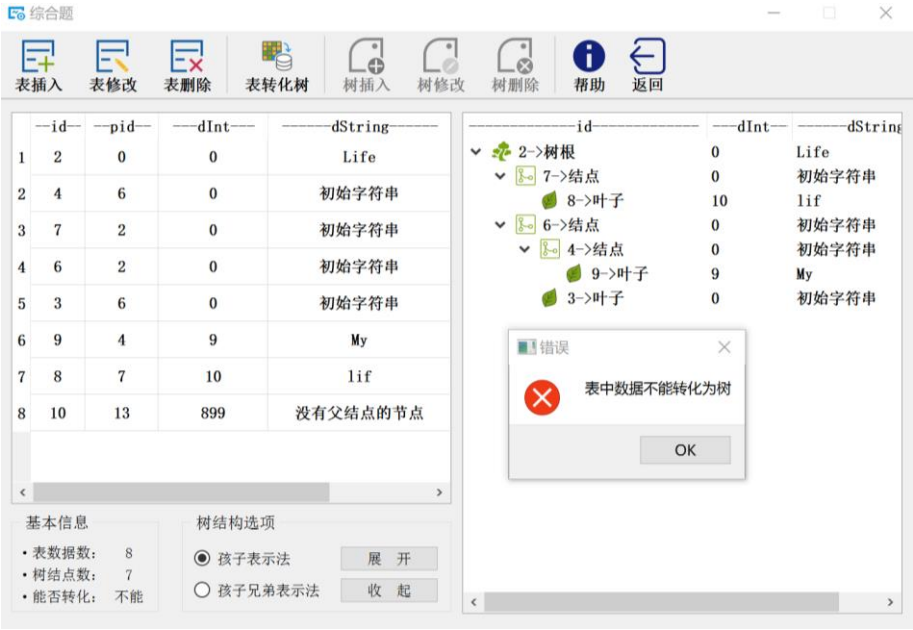 综合题
表插入 表修改 表删除 表转化树 树插入 树修改 树删除 帮助 返回
--id-- --pid-- ---dInt--- ------dString------
1 2 0 0 Life
2 4 6 0 初始字符串
3 7 2 0 初始字符串
4 6 2 0 初始字符串
5 3 6 0 初始字符串
6 9 4 9 My
7 8 7 10 lif
8 10 13 899 没有父结点的节点
基本信息
·表数据数： 8
·树结点数： 7
·能否转化： 不能
树结构选项
孩子表示法 展 开
孩子兄弟表示法 收 起
-------------id------------- ---dInt-- ------dString
2->树根 0 Life
7->结点 0 初始字符串
8->叶子 10 lif
6->结点 0 初始字符串
4->结点 0 初始字符串
9->叶子 9 My
3->叶子 0 初始字符串
错误
表中数据不能转化为树
OK